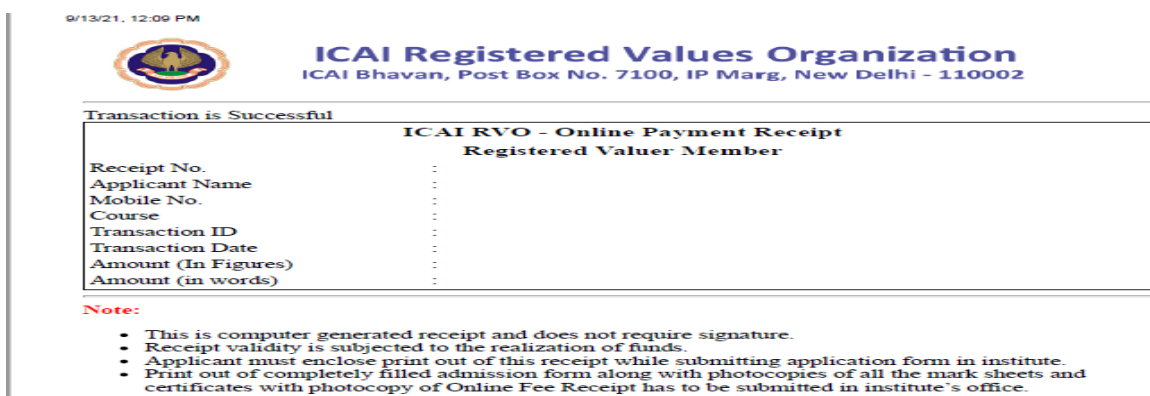 9/13/21, 12:09 PM
ICAI Registered Values Organization
ICAI Bhavan, Post Box No. 7100, IP Marg, New Delhi - 110002
Transaction is Successful
ICAI RVO - Online Payment Receipt
Registered Valuer Member
Receipt No. :
Applicant Name :
Mobile No. :
Course :
Transaction ID :
Transaction Date :
Amount (In Figures) :
Amount (in words) :
Note:
• This is computer generated receipt and does not require signature.
• Receipt validity is subjected to the realization of funds.
• Applicant must enclose print out of this receipt while submitting application form in institute.
• Print out of completely filled admission form along with photocopies of all the mark sheets and
certificates with photocopy of Online Fee Receipt has to be submitted in institute's office.